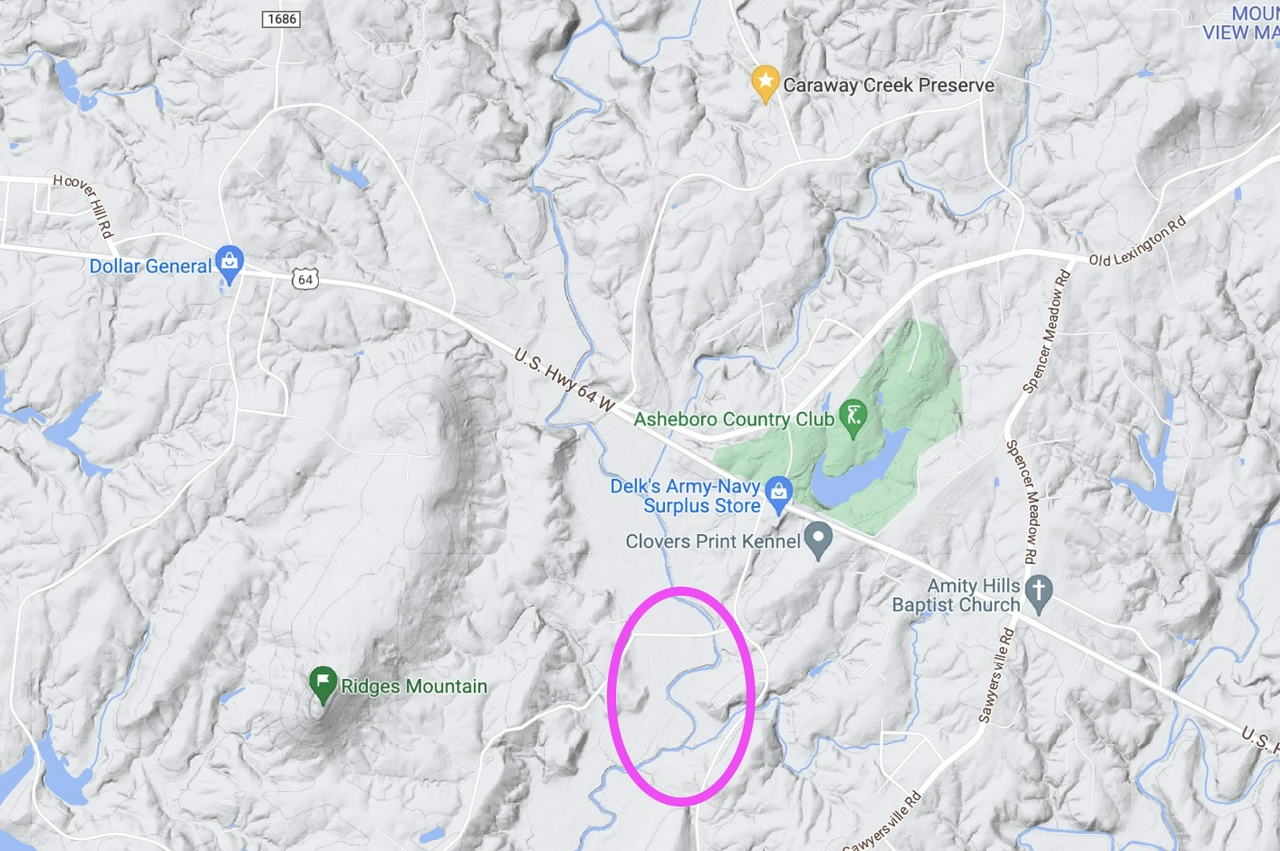 1686
MOUN
VIEW MA
Caraway Creek Preserve
Hoover Hill Rd
Old Lexington Rd
Dollar General
64
Spencer Meadow Rd
U.S. Hwy 64 W
Asheboro Country Club
Spencer Meadow Rd
Delk's Army-Navy
Surplus Store
Clovers Print Kennel
Amity Hills
Baptist Church
Ridges Mountain
Sawyersville Rd
U.S. H
Sawyersville Rd